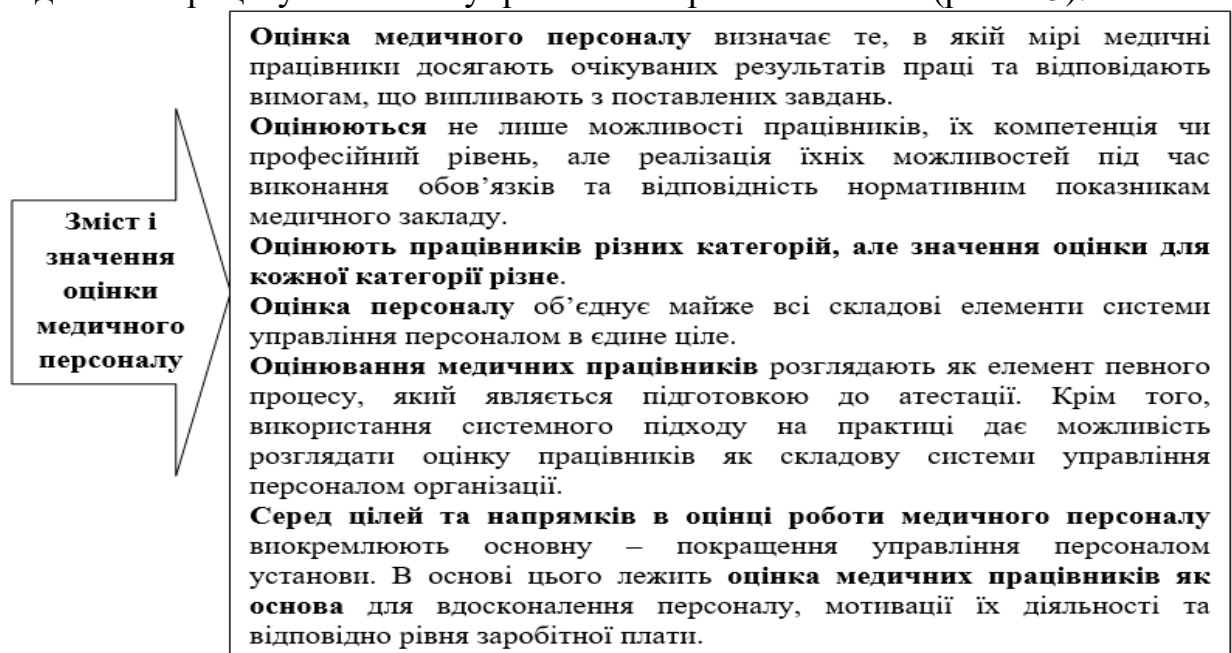 Зміст і
значення
оцінки
медичного
персоналу
Оцінка медичного персоналу визначає те, в якій мірі медичні
працівники досягають очікуваних результатів праці та відповідають
вимогам, що випливають з поставлених завдань.
Оцінюються не лише можливості працівників, їх компетенція чи
професійний рівень, але реалізація їхніх можливостей під час
виконання обов’язків та відповідність нормативним показникам
медичного закладу.
Оцінюють працівників різних категорій, але значення оцінки для
кожної категорії різне.
Оцінка персоналу об’єднує майже всі складові елементи системи
управління персоналом в єдине ціле.
Оцінювання медичних працівників розглядають як елемент певного
процесу, який являється підготовкою до атестації. Крім того,
використання системного підходу на практиці дає можливість
розглядати оцінку працівників як складову системи управління
персоналом організації.
Серед цілей та напрямків в оцінці роботи медичного персоналу
виокремлюють основну – покращення управління персоналом
установи. В основі цього лежить оцінка медичних працівників як
основа для вдосконалення персоналу, мотивації їх діяльності та
відповідно рівня заробітної плати.